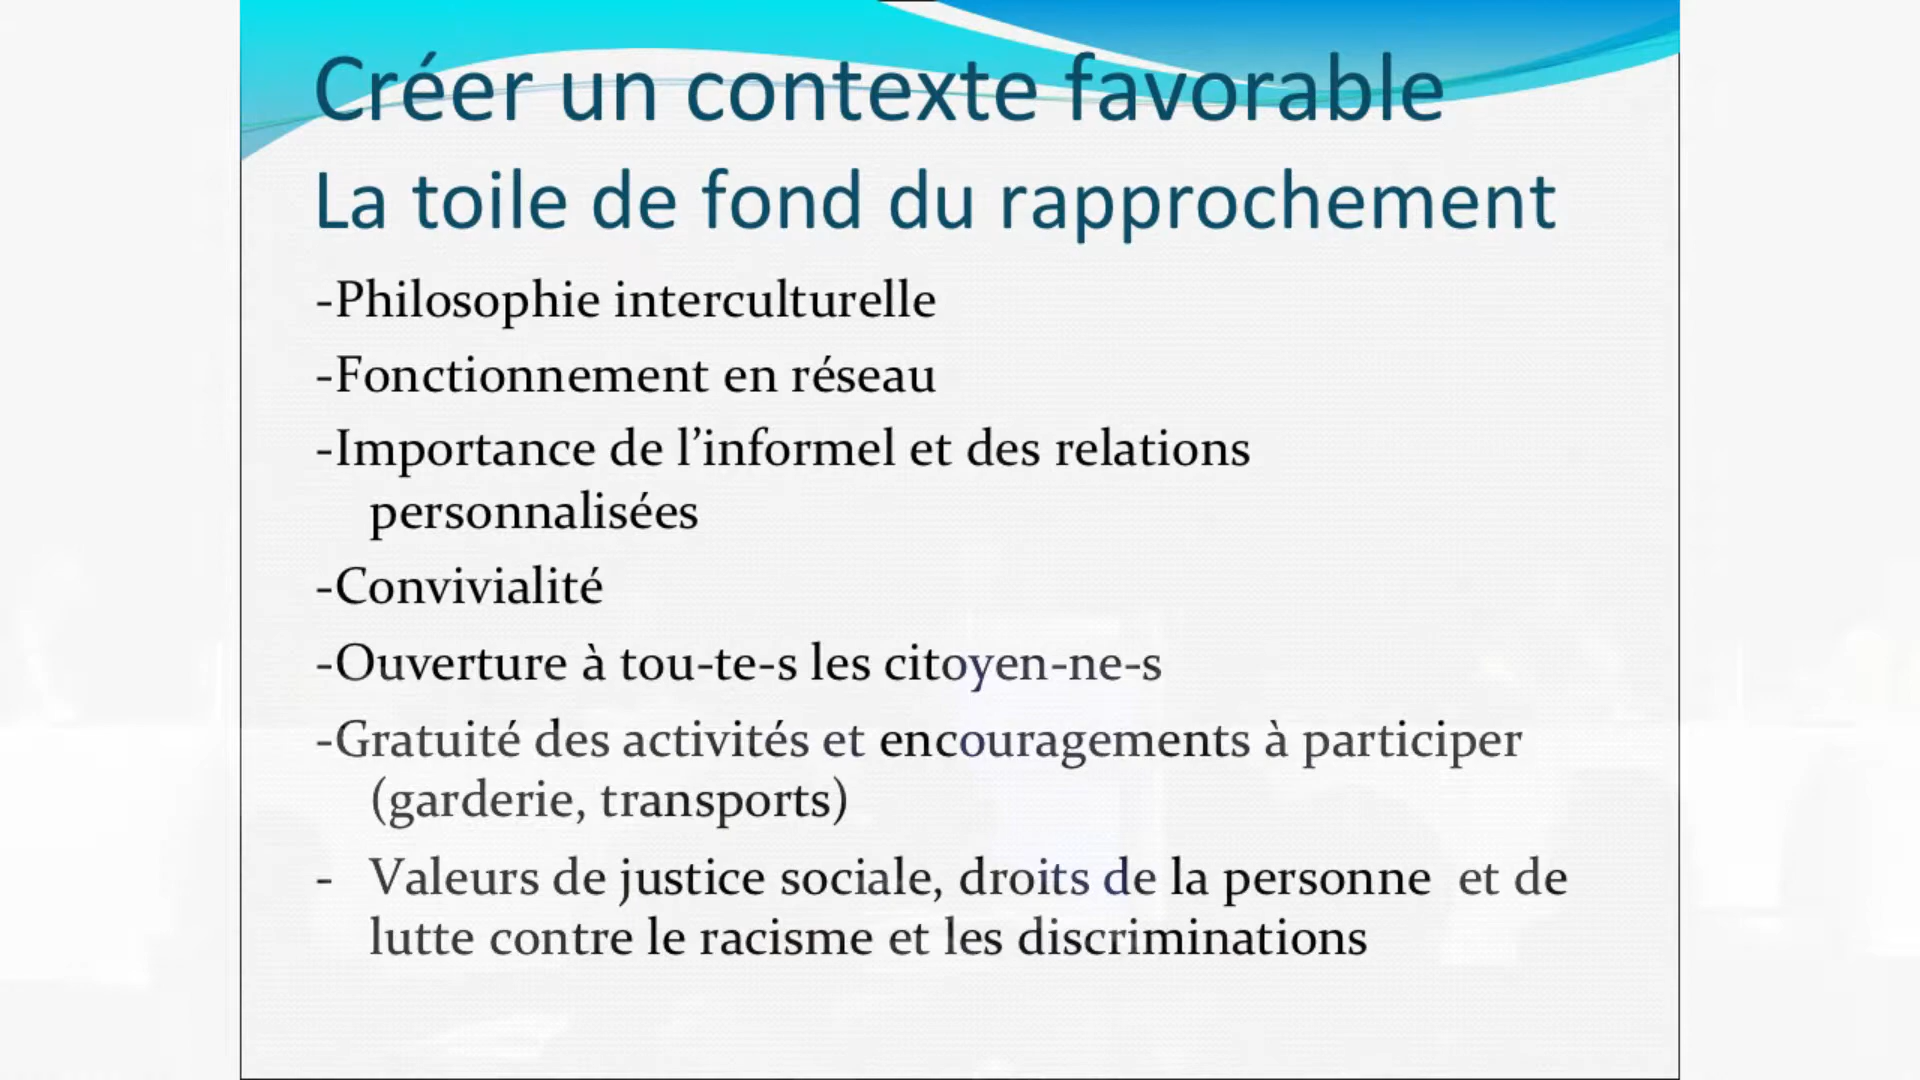 Créer un contexte favorable
La toile de fond du rapprochement
-Philosophie interculturelle
-Fonctionnement en réseau
-Importance de l’informel et des relations
personnalisées
-Convivialité
-Ouverture à tou-te-s les citoyen-ne-s
-Gratuité des activités et encouragements à participer
(garderie, transports)
- Valeurs de justice sociale, droits de la personne et de
lutte contre le racisme et les discriminations